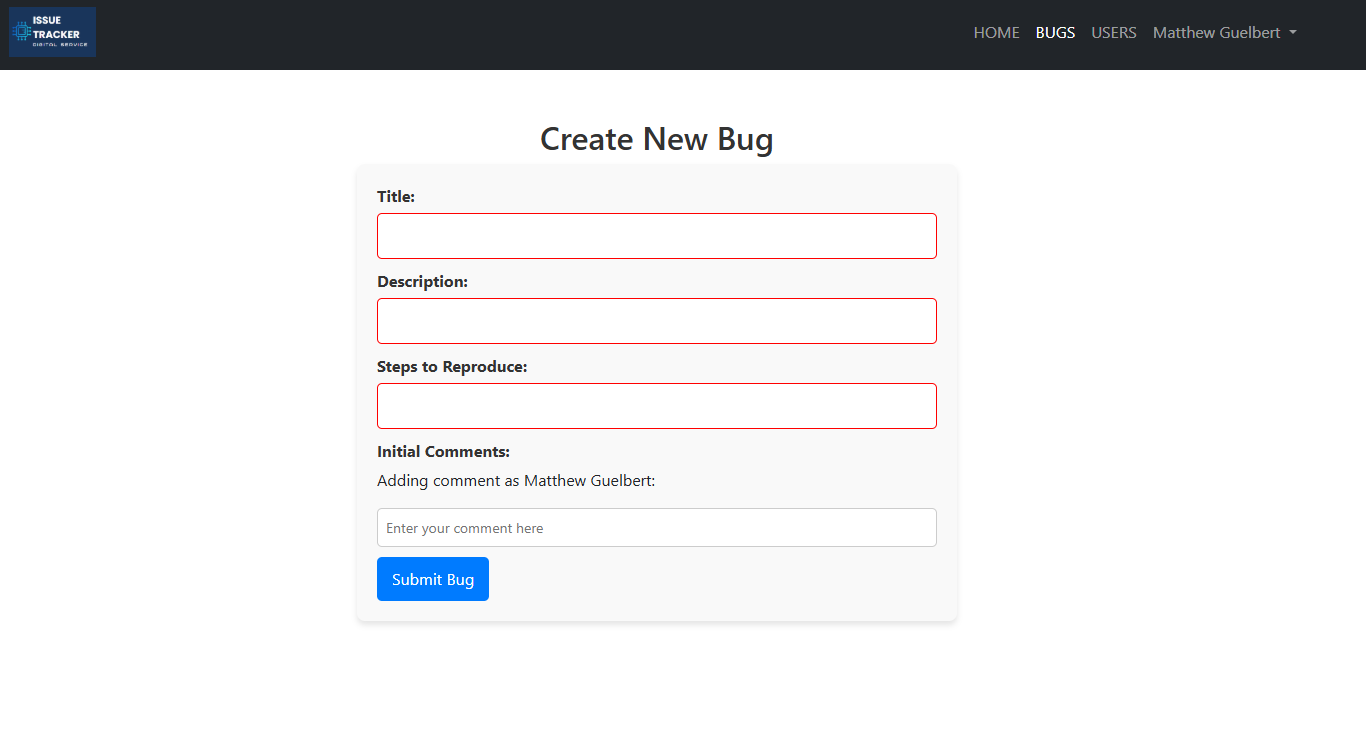 ISSUE
TRACKER
DIGITAL SERVICE
HOME BUGS USERS Matthew Guelbert
Create New Bug
Title:
Description:
Steps to Reproduce:
Initial Comments:
Adding comment as Matthew Guelbert:
Enter your comment here
Submit Bug